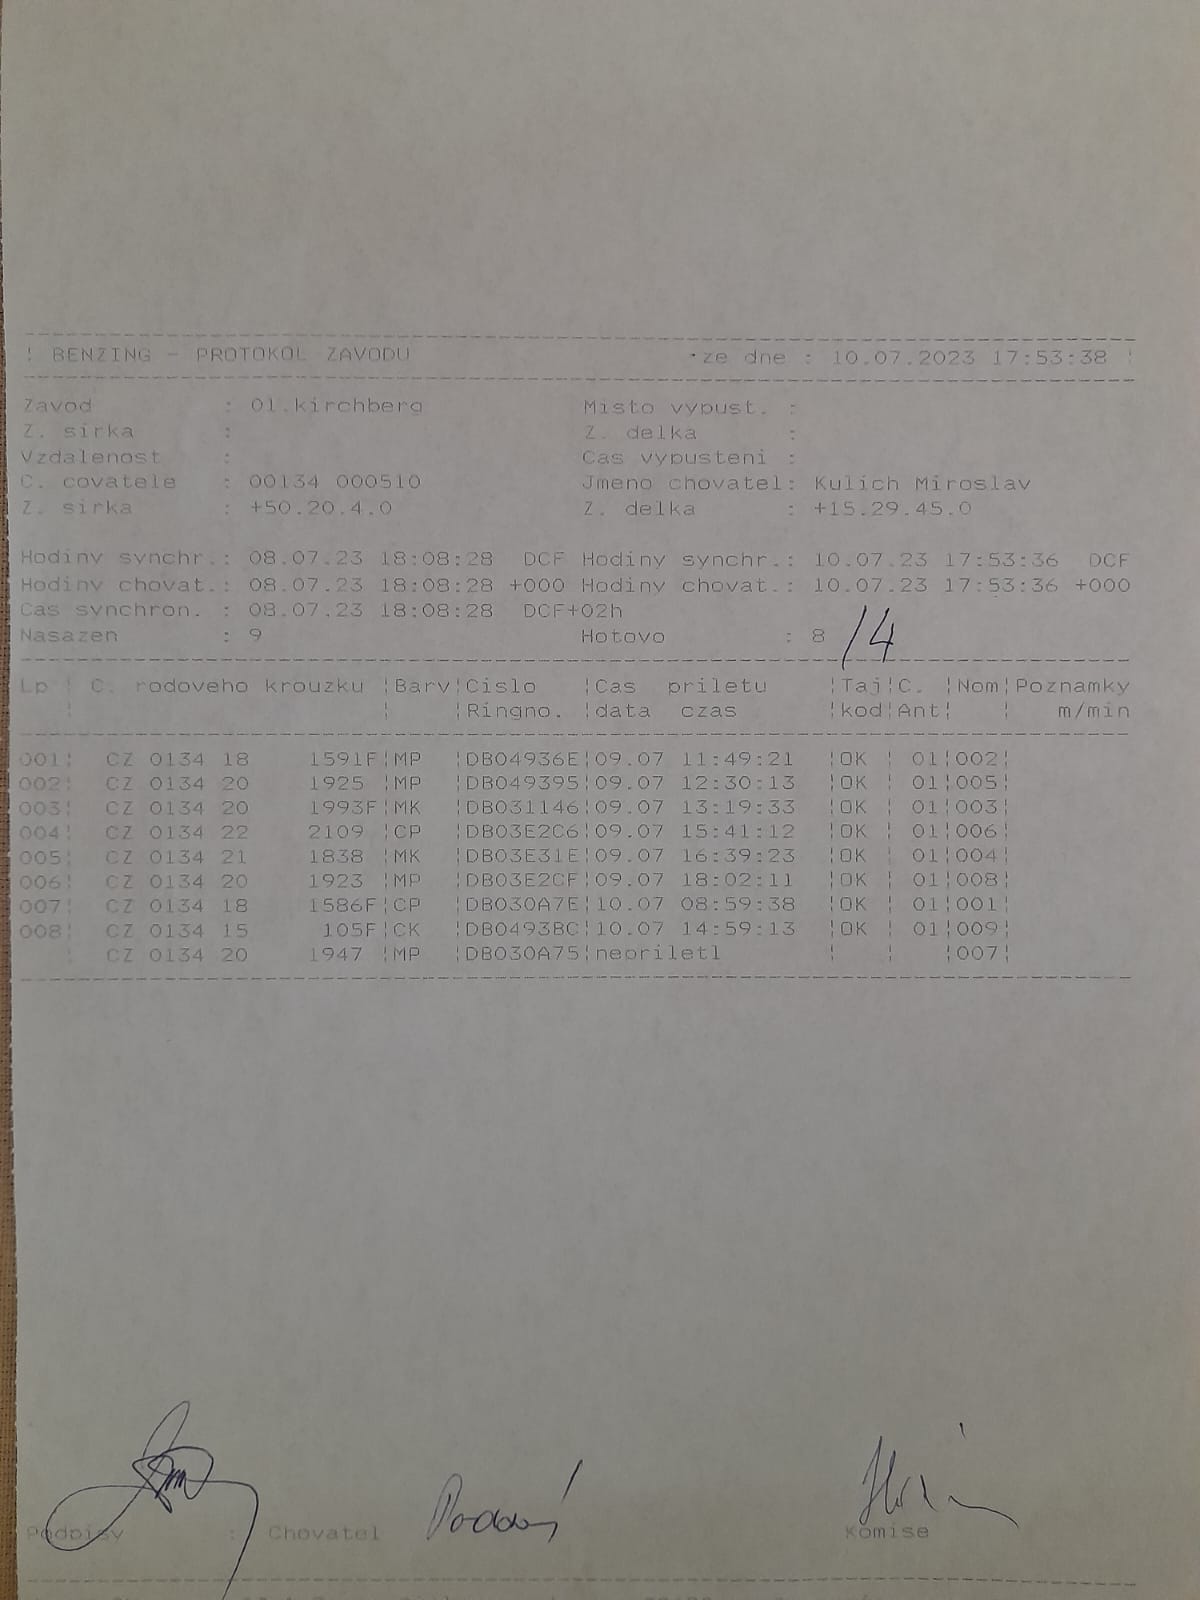 ! BENZING - PROTOKOL ZAVODU ze dne : 10.07.2023 17:53:38 !
Zavod : 01.kirchberg Misto vypust. :
Z. sirka : Z. delka :
Vzdalenost : Cas vypusteni :
C. covatele : 00134 000510 Jmeno chovatel: Kulich Miroslav
Z. sirka : +50.20.4.0 Z. delka : +15.29.45.0
Hodiny synchr.: 08.07.23 18:08:28 DCF Hodiny synchr.: 10.07.23 17:53:36 DCF
Hodiny chovat.: 08.07.23 18:08:28 +000 Hodiny chovat.: 10.07.23 17:53:36 +000
Cas synchron. : 08.07.23 18:08:28 DCF+02h
Nasazen : 9 Hotovo : 8 /4
Lp ¦ C. rodoveho krouzku ¦Barv¦Cislo ¦Cas priletu ¦Taj¦C. ¦Nom¦Poznamky
¦ ¦ ¦Ringno. ¦data czas ¦kod¦Ant¦ ¦ m/min
001¦ CZ 0134 18 1591F¦MP ¦DB04936E¦09.07 11:49:21 ¦OK ¦ 01¦002¦
002¦ CZ 0134 20 1925 ¦MP ¦DB049395¦09.07 12:30:13 ¦OK ¦ 01¦005¦
003¦ CZ 0134 20 1993F¦MK ¦DB031146¦09.07 13:19:33 ¦OK ¦ 01¦003¦
004¦ CZ 0134 22 2109 ¦CP ¦DB03E2C6¦09.07 15:41:12 ¦OK ¦ 01¦006¦
005¦ CZ 0134 21 1838 ¦MK ¦DB03E31E¦09.07 16:39:23 ¦OK ¦ 01¦004¦
006¦ CZ 0134 20 1923 ¦MP ¦DB03E2CF¦09.07 18:02:11 ¦OK ¦ 01¦008¦
007¦ CZ 0134 18 1586F¦CP ¦DB030A7E¦10.07 08:59:38 ¦OK ¦ 01¦001¦
008¦ CZ 0134 15 105F¦CK ¦DB0493BC¦10.07 14:59:13 ¦OK ¦ 01¦009¦
¦ CZ 0134 20 1947 ¦MP ¦DB030A75¦nepriletl ¦ ¦ ¦007¦
Podpisy : Chovatel Komise